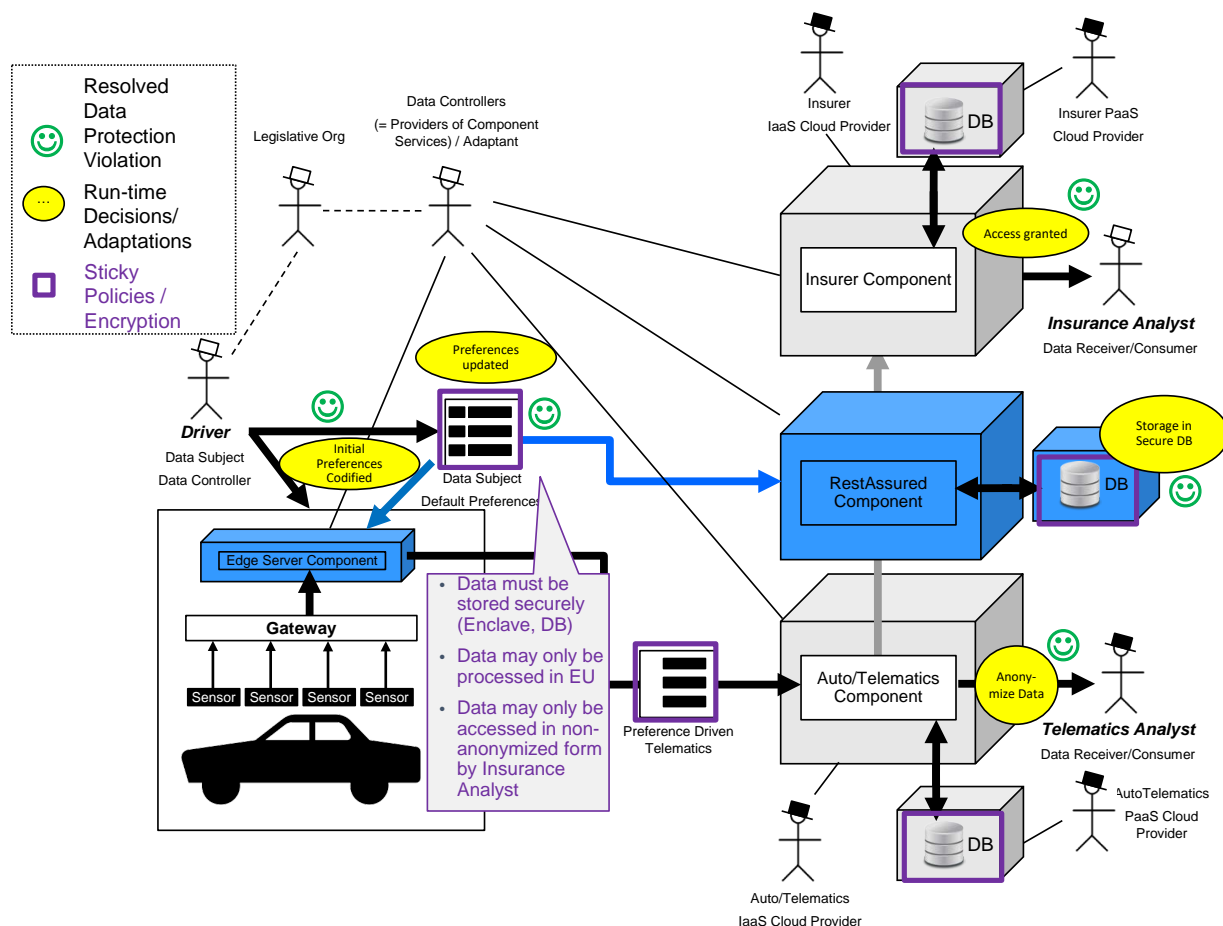 Resolved
Data
Protection
Violation
...
Run-time
Decisions/
Adaptations
Sticky
Policies /
Encryption
Legislative Org
Data Controllers
(= Providers of Component
Services) / Adaptant
Insurer
IaaS Cloud Provider
DB
Insurer PaaS
Cloud Provider
Access granted
Insurer Component
Insurance Analyst
Data Receiver/Consumer
Driver
Data Subject
Data Controller
Preferences
updated
Initial
Preferences
Codified
Data Subject
Default Preferences
RestAssured
Component
Storage in
Secure DB
DB
Edge Server Component
Gateway
Sensor
Sensor
Sensor
Sensor
• Data must be
stored securely
(Enclave, DB)
• Data may only be
processed in EU
• Data may only be
accessed in non-
anonymized form
by Insurance
Analyst
Preference Driven
Telematics
Auto/Telematics
Component
Anony-
mize Data
Telematics Analyst
Data Receiver/Consumer
Auto/Telematics
IaaS Cloud Provider
DB
AutoTelematics
PaaS Cloud
Provider